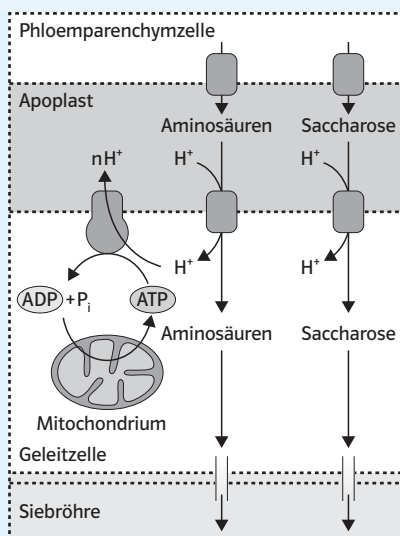 Phloemparenchymzelle
Apoplast
Aminosäuren Saccharose
nH⁺ H⁺ H⁺
H⁺ H⁺ H⁺
ADP +Pᵢ ATP
Aminosäuren Saccharose
Mitochondrium
Geleitzelle
Siebröhre